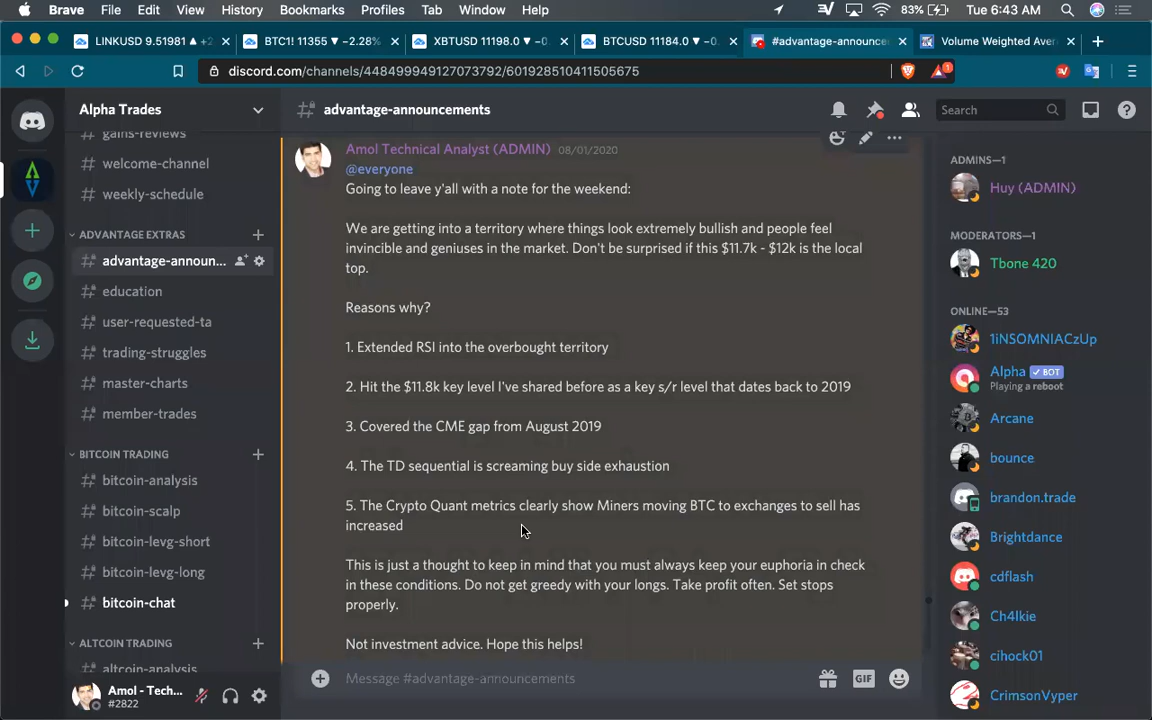 Brave File Edit View History Bookmarks Profiles Tab Window Help 83% Tue 6:43 AM
LINKUSD 9.51981 ▲ +2 BTC1! 11355 ▼ −2.28% XBTUSD 11198.0 ▼ −0. BTCUSD 11184.0 ▼ −0. #advantage-announce Volume Weighted Aver
discord.com/channels/448499949127073792/601928510411505675 1
Alpha Trades
# gains-reviews
# welcome-channel
# weekly-schedule
ADVANTAGE EXTRAS
# advantage-announ...
# education
# user-requested-ta
# trading-struggles
# master-charts
# member-trades
BITCOIN TRADING
# bitcoin-analysis
# bitcoin-scalp
# bitcoin-levg-short
# bitcoin-levg-long
# bitcoin-chat
ALTCOIN TRADING
# altcoin-analysis
Amol - Tech...
#2822
# advantage-announcements
Search
Amol Technical Analyst (ADMIN) 08/01/2020
@everyone
Going to leave y'all with a note for the weekend:
We are getting into a territory where things look extremely bullish and people feel
invincible and geniuses in the market. Don't be surprised if this $11.7k - $12k is the local
top.
Reasons why?
1. Extended RSI into the overbought territory
2. Hit the $11.8k key level I've shared before as a key s/r level that dates back to 2019
3. Covered the CME gap from August 2019
4. The TD sequential is screaming buy side exhaustion
5. The Crypto Quant metrics clearly show Miners moving BTC to exchanges to sell has
increased
This is just a thought to keep in mind that you must always keep your euphoria in check
in these conditions. Do not get greedy with your longs. Take profit often. Set stops
properly.
Not investment advice. Hope this helps!
Message #advantage-announcements
GIF
ADMINS—1
Huy (ADMIN)
MODERATORS—1
Tbone 420
ONLINE—53
1iNSOMNIACzUp
Alpha ✓ BOT
Playing a reboot
Arcane
bounce
brandon.trade
Brightdance
cdflash
Ch4lkie
cihock01
CrimsonVyper